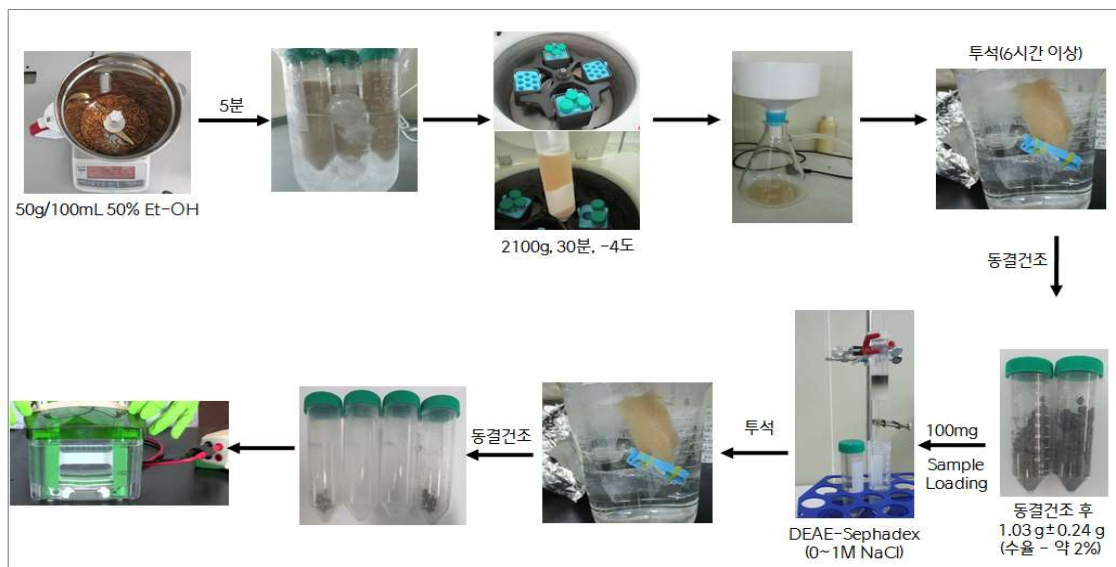 5분
투석(6시간 이상)
50g/100mL 50% Et-OH
2100g, 30분, -4도
동결건조
100mg
Sample
Loading
투석
동결건조
DEAE-Sephadex
(0~1M NaCl)
동결건조 후
1.03 g±0.24 g
(수율 - 약 2%)